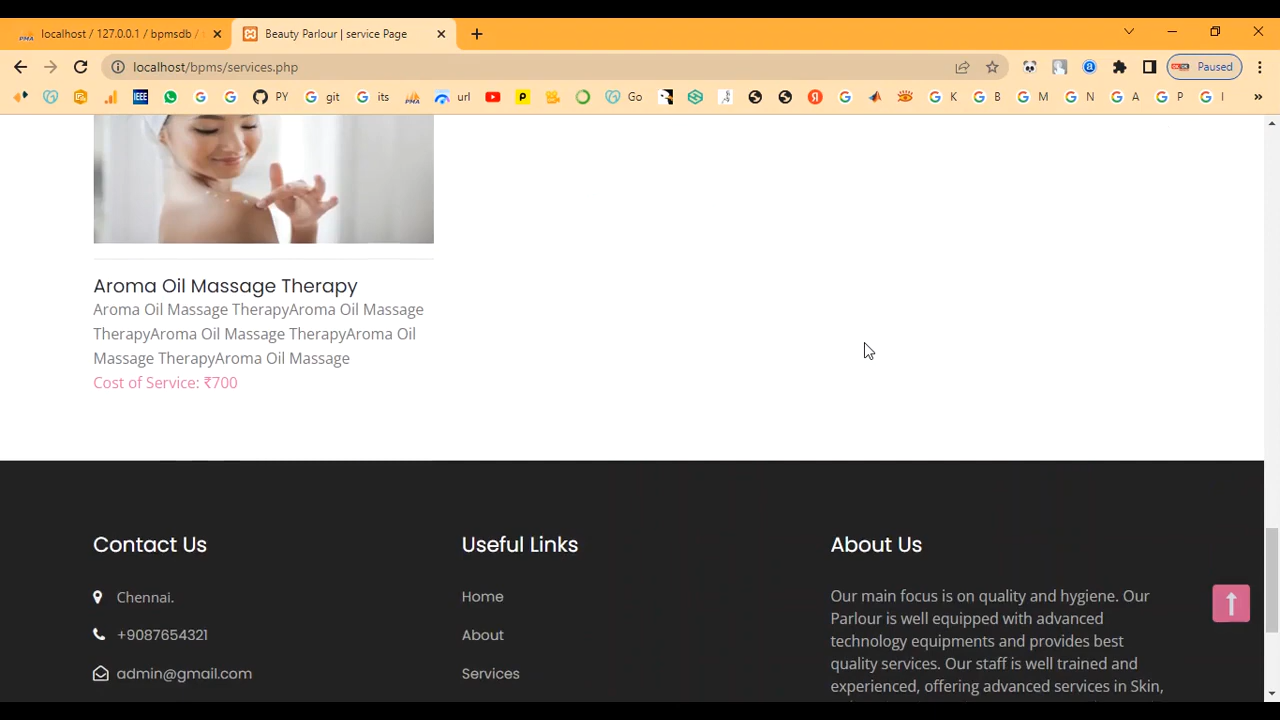 localhost / 127.0.0.1 / bpmsdb /
Beauty Parlour | service Page
localhost/bpms/services.php
Paused
IEEE
PY
git
its
url
Go
K
B
M
N
A
P
I
Aroma Oil Massage Therapy
Aroma Oil Massage TherapyAroma Oil Massage
TherapyAroma Oil Massage TherapyAroma Oil
Massage TherapyAroma Oil Massage
Cost of Service: ₹700
Contact Us
Useful Links
About Us
Chennai.
Home
Our main focus is on quality and hygiene. Our
Parlour is well equipped with advanced
technology equipments and provides best
quality services. Our staff is well trained and
experienced, offering advanced services in Skin,
+9087654321
About
admin@gmail.com
Services